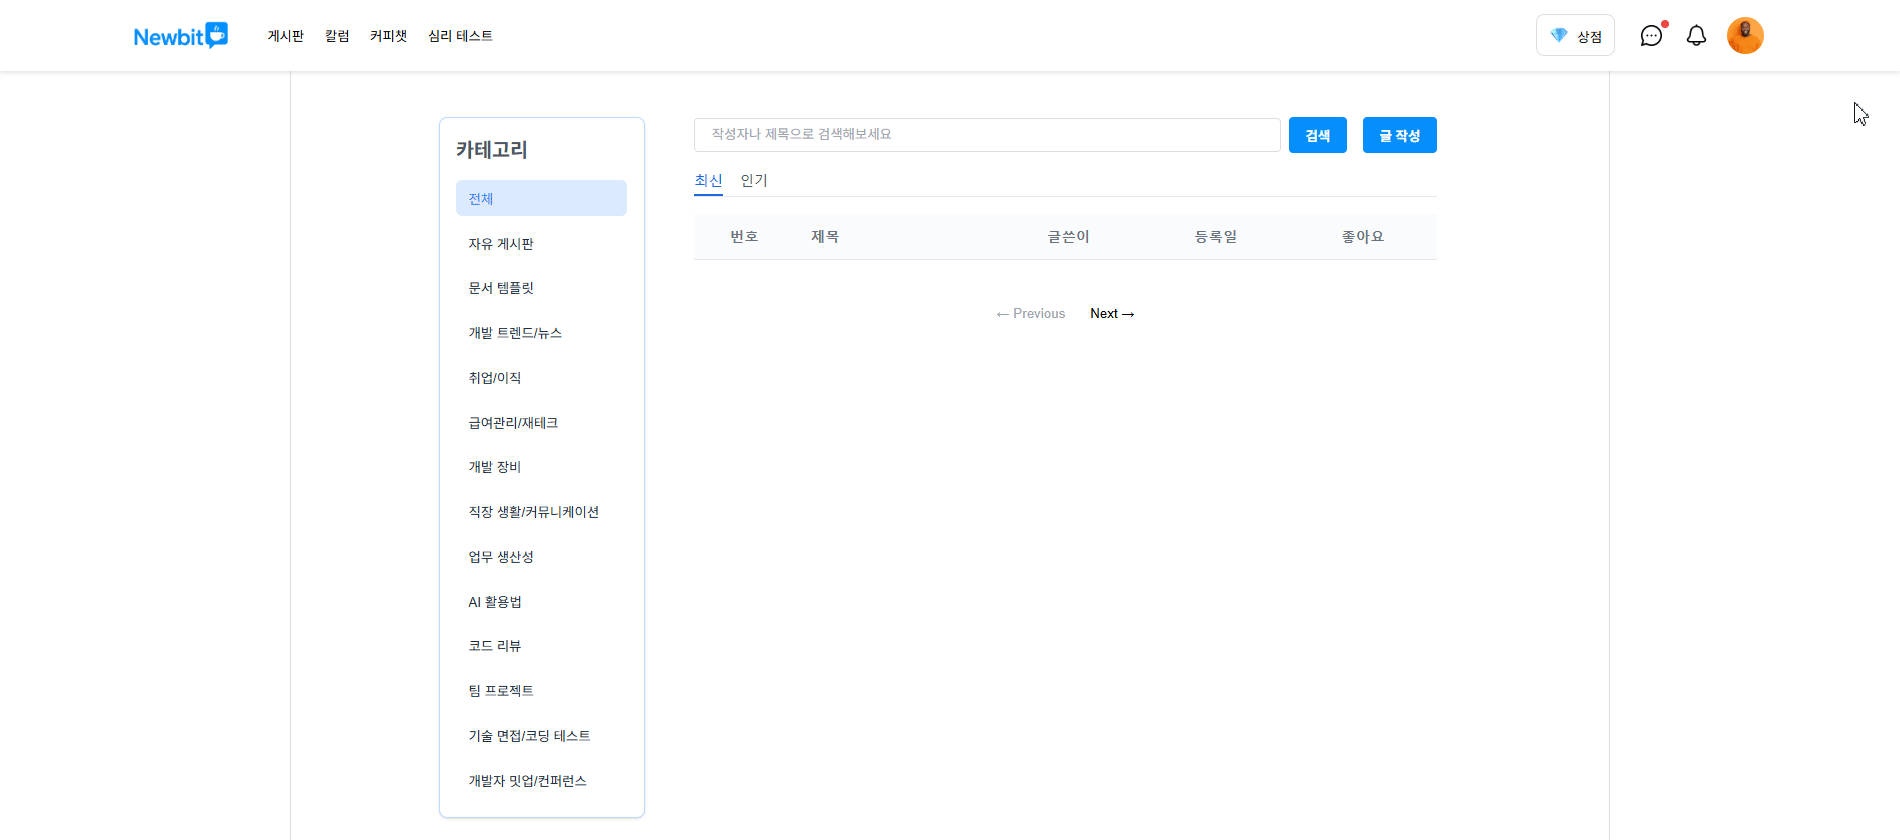 Newbit 게시판 칼럼 커피챗 심리 테스트 상점
카테고리
전체
자유 게시판
문서 템플릿
개발 트렌드/뉴스
취업/이직
급여관리/재테크
개발 장비
직장 생활/커뮤니케이션
업무 생산성
AI 활용법
코드 리뷰
팀 프로젝트
기술 면접/코딩 테스트
개발자 밋업/컨퍼런스
작성자나 제목으로 검색해보세요 검색 글 작성
최신 인기
번호 제목 글쓴이 등록일 좋아요
← Previous Next →